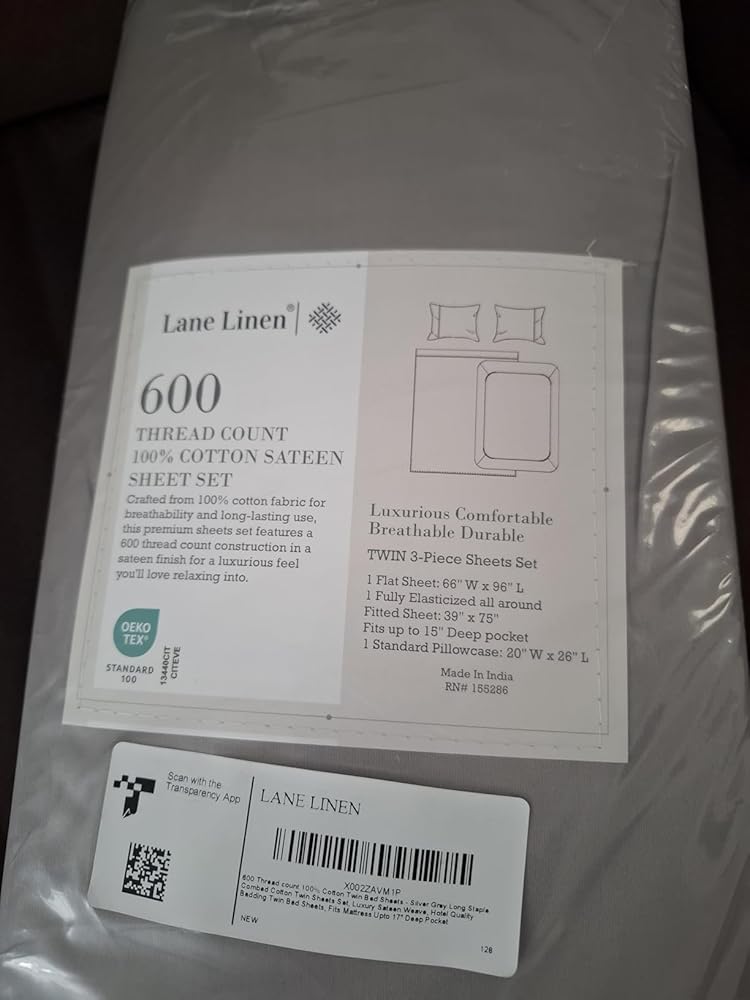 Lane Linen®
600
THREAD COUNT
100% COTTON SATEEN
SHEET SET
Crafted from 100% cotton fabric for
breathability and long-lasting use,
this premium sheets set features a
600 thread count construction in a
sateen finish for a luxurious feel
you'll love relaxing into.
OEKO
TEX®
STANDARD
100
13440CIT
CITEVE
Luxurious Comfortable
Breathable Durable
TWIN 3-Piece Sheets Set
1 Flat Sheet: 66" W x 96" L
1 Fully Elasticized all around
Fitted Sheet: 39" x 75"
Fits up to 15" Deep pocket
1 Standard Pillowcase: 20" W x 26" L
Made In India
RN# 155286
Scan with the
Transparency App
LANE LINEN
X002ZAVM1P
600 Thread count 100% Cotton Twin Bed Sheets - Silver Grey Long Staple
Combed Cotton Twin Sheets Set, Luxury Sateen Weave, Hotel Quality
Bedding Twin Bed Sheets, Fits Mattress Upto 17" Deep Pocket
NEW
128